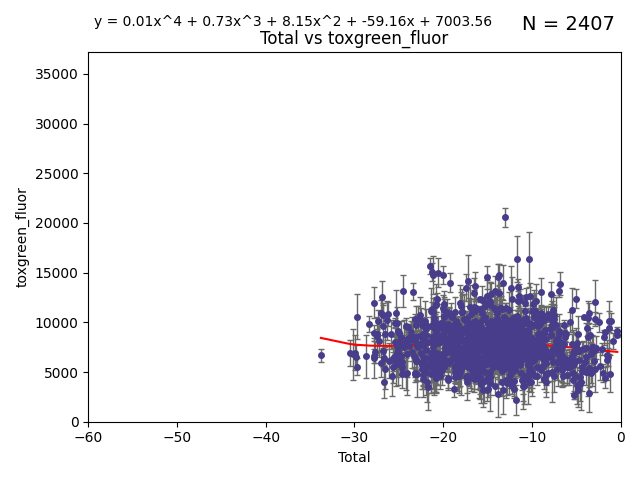 y = 0.01x^4 + 0.73x^3 + 8.15x^2 + -59.16x + 7003.56
N = 2407
Total vs toxgreen_fluor
35000
30000
25000
20000
15000
10000
5000
0
toxgreen_fluor
−60 −50 −40 −30 −20 −10 0
Total